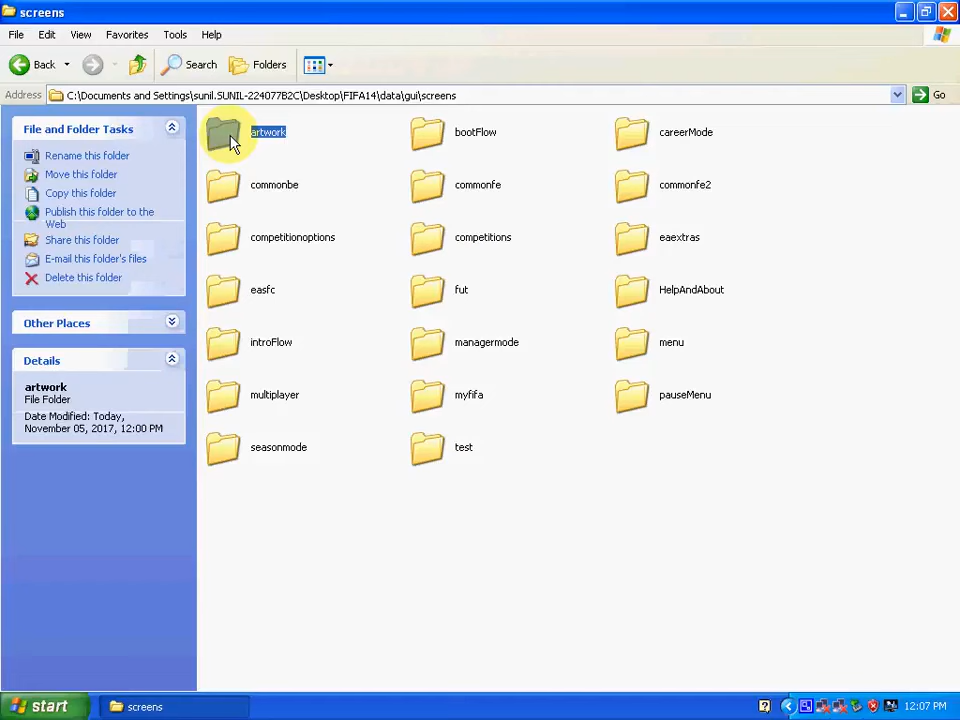 screens
File Edit View Favorites Tools Help
Back Search Folders
Address C:\Documents and Settings\sunil.SUNIL-224077B2C\Desktop\FIFA14\data\gui\screens Go
File and Folder Tasks
Rename this folder
Move this folder
Copy this folder
Publish this folder to the
Web
Share this folder
E-mail this folder's files
Delete this folder
Other Places
Details
artwork
File Folder
Date Modified: Today,
November 05, 2017, 12:00 PM
artwork bootFlow careerMode
commonbe commonfe commonfe2
competitionoptions competitions eaextras
easfc fut HelpAndAbout
introFlow managermode menu
multiplayer myfifa pauseMenu
seasonmode test
start screens 12:07 PM